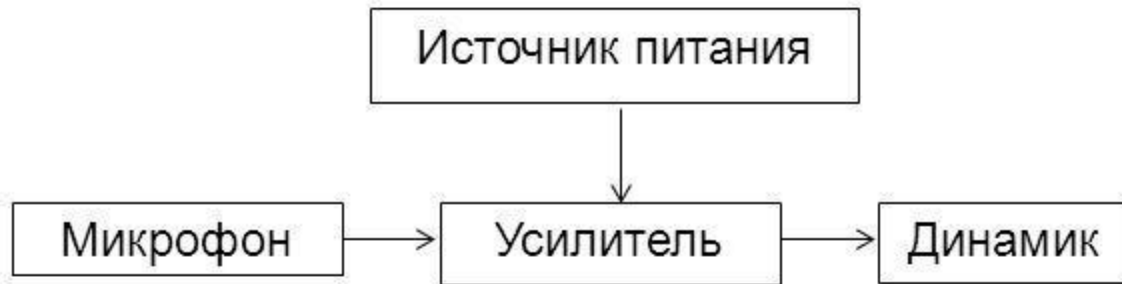 Источник питания
Микрофон
Усилитель
Динамик